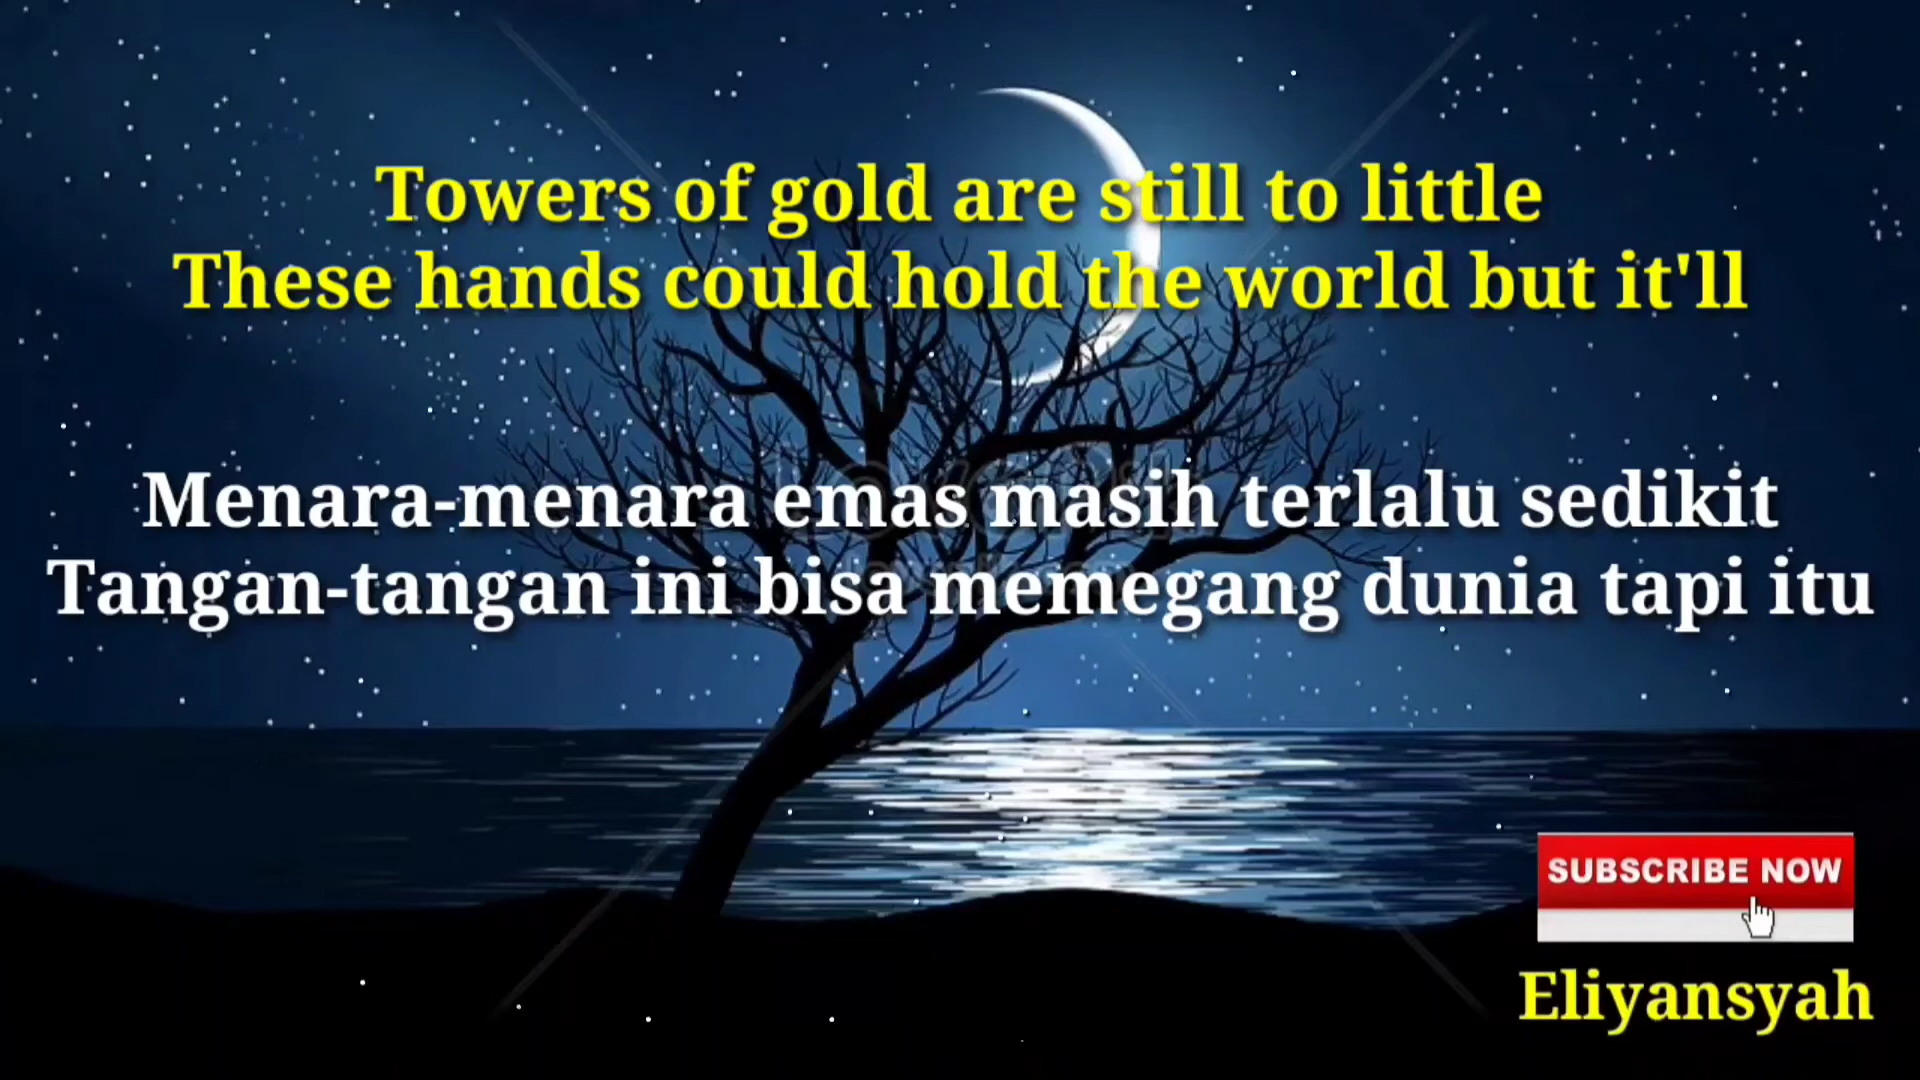 Towers of gold are still to little
These hands could hold the world but it'll
Menara-menara emas masih terlalu sedikit
Tangan-tangan ini bisa memegang dunia tapi itu
SUBSCRIBE NOW
Eliyansyah